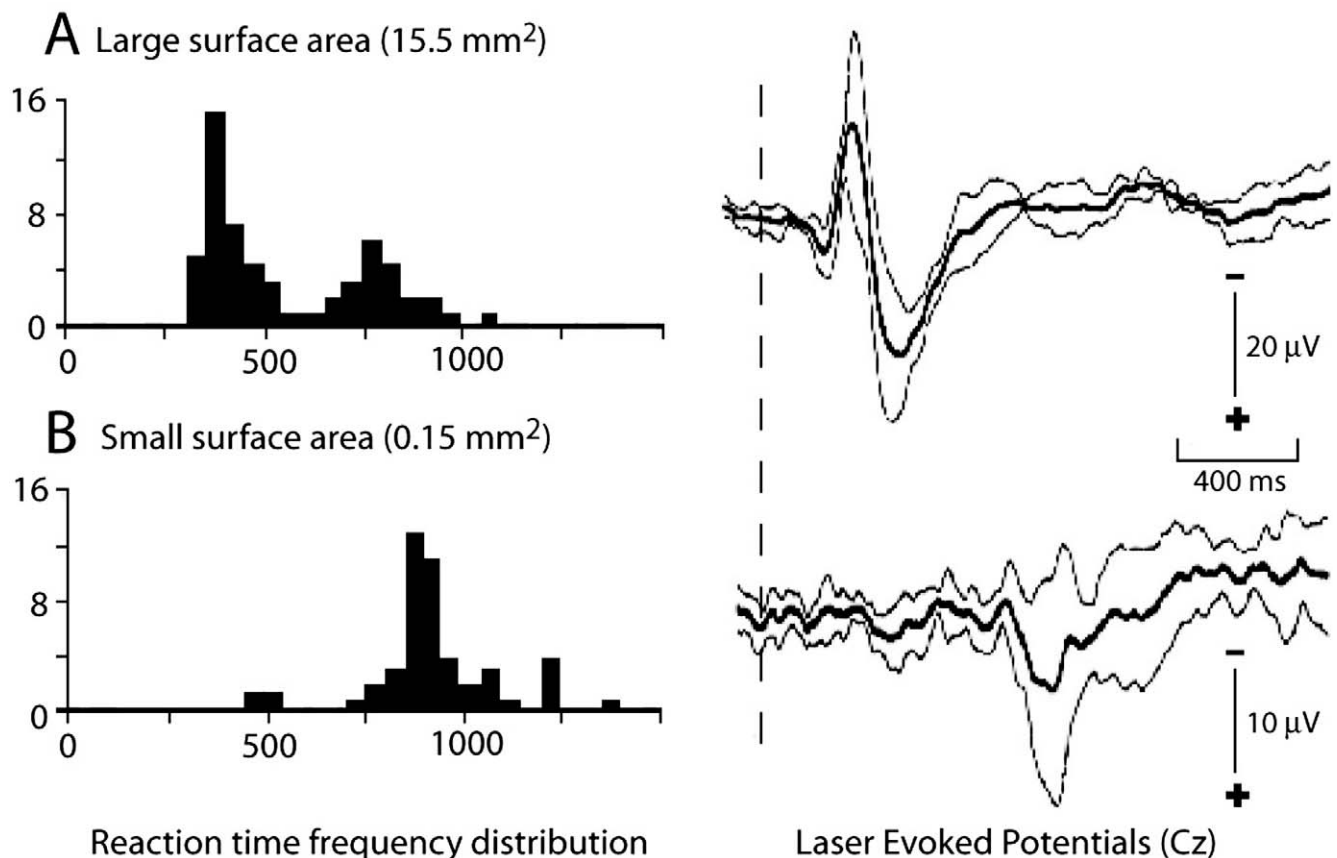 A Large surface area (15.5 mm²)
16
8
0
0 500 1000
−
20 µV
+
400 ms
B Small surface area (0.15 mm²)
16
8
0
0 500 1000
−
10 µV
+
Reaction time frequency distribution
Laser Evoked Potentials (Cz)